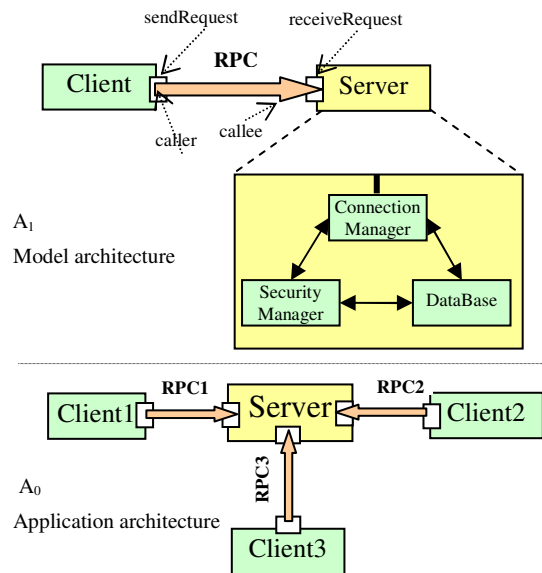 sendRequest
receiveRequest
RPC
Client
Server
caller
callee
A1
Model architecture
Connection
Manager
Security
Manager
DataBase
RPC1
RPC2
Client1
Server
Client2
RPC3
A0
Application architecture
Client3